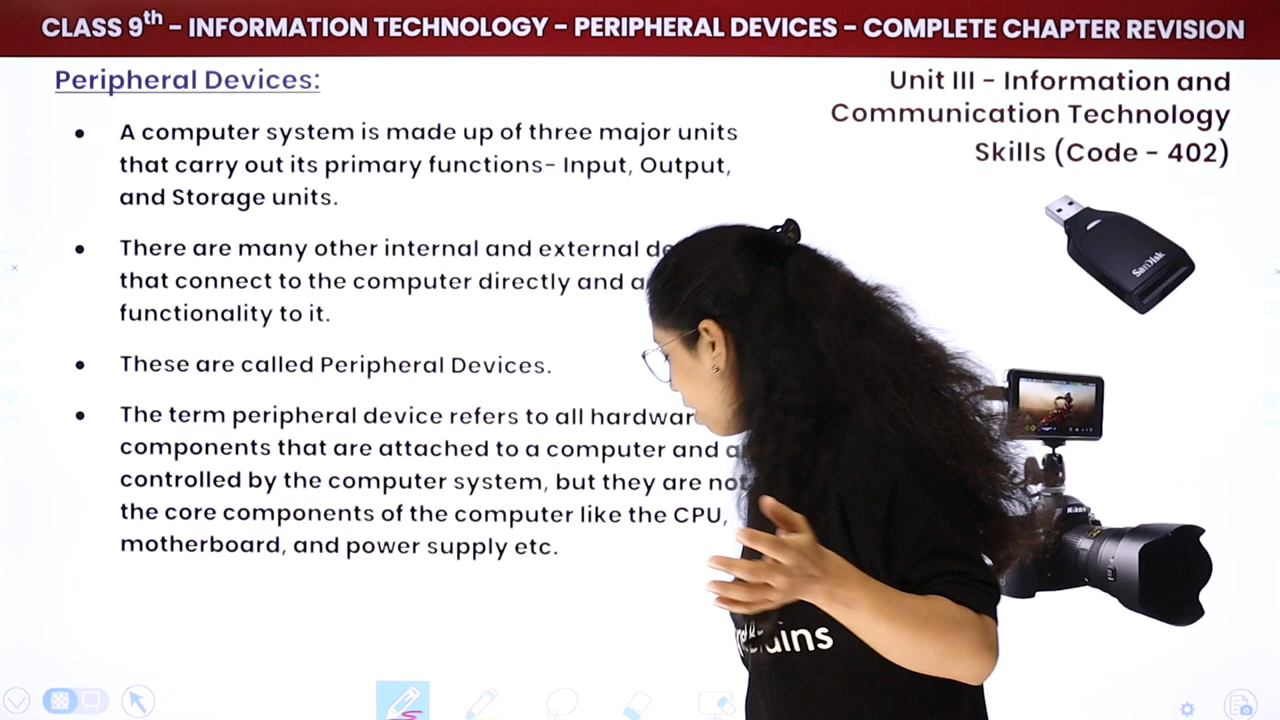 CLASS 9th - INFORMATION TECHNOLOGY - PERIPHERAL DEVICES - COMPLETE CHAPTER REVISION
Peripheral Devices:
Unit III - Information and
Communication Technology
Skills (Code - 402)
• A computer system is made up of three major units
that carry out its primary functions- Input, Output,
and Storage units.
• There are many other internal and external
that connect to the computer directly and
functionality to it.
• These are called Peripheral Devices.
• The term peripheral device refers to all
components that are attached to a computer and
controlled by the computer system, but they are not
the core components of the computer like the CPU,
motherboard, and power supply etc.
SanDisk
Nikon